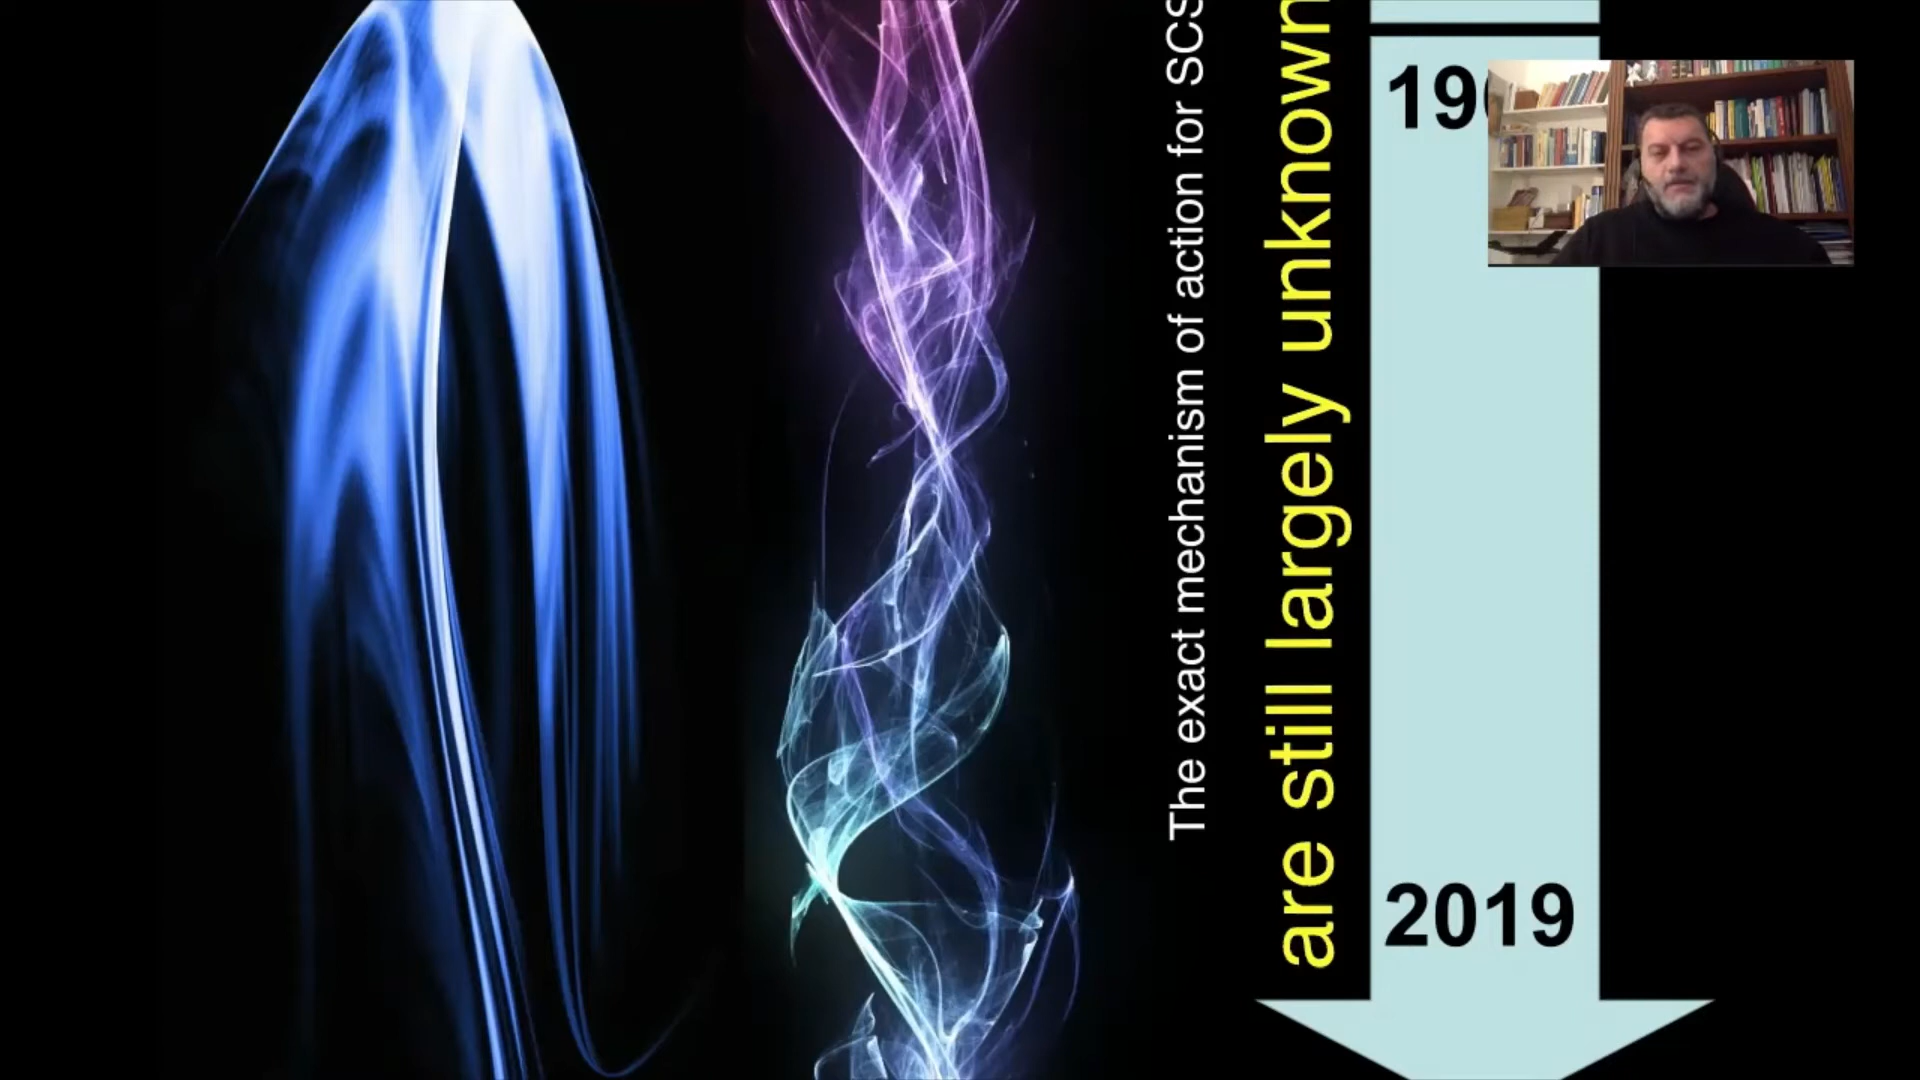 The exact mechanism of action for SCS
are still largely unknown
2019